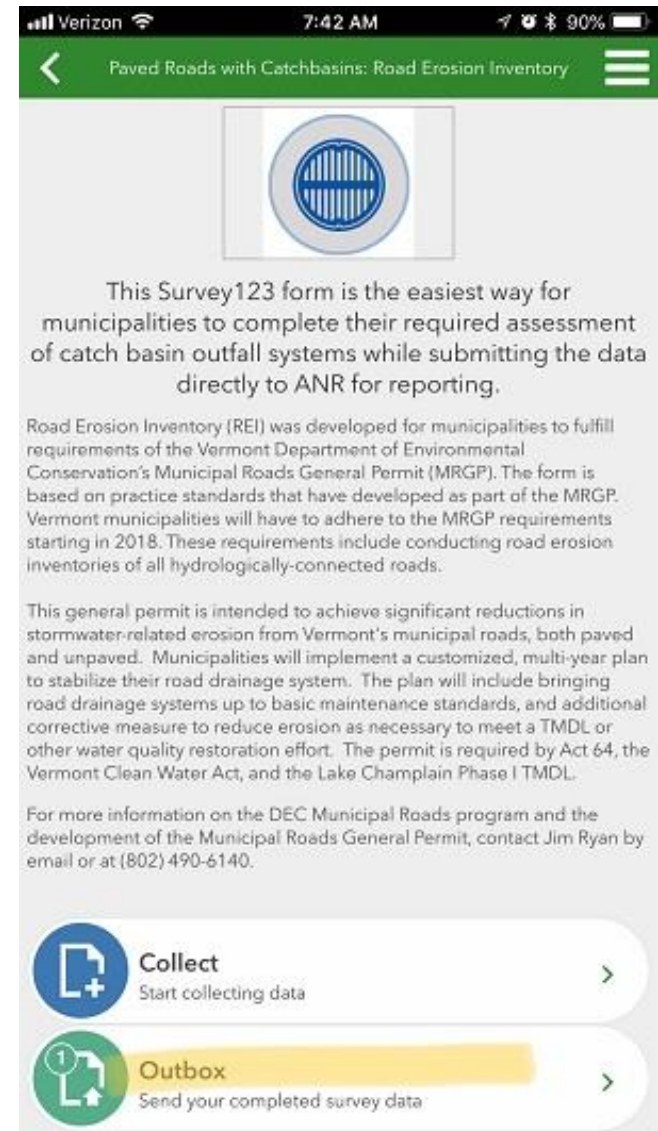 Verizon 7:42 AM 90%
Paved Roads with Catchbasins: Road Erosion Inventory
This Survey123 form is the easiest way for
municipalities to complete their required assessment
of catch basin outfall systems while submitting the data
directly to ANR for reporting.
Road Erosion Inventory (REI) was developed for municipalities to fulfill
requirements of the Vermont Department of Environmental
Conservation's Municipal Roads General Permit (MRGP). The form is
based on practice standards that have developed as part of the MRGP.
Vermont municipalities will have to adhere to the MRGP requirements
starting in 2018. These requirements include conducting road erosion
inventories of all hydrologically-connected roads.
This general permit is intended to achieve significant reductions in
stormwater-related erosion from Vermont's municipal roads, both paved
and unpaved. Municipalities will implement a customized, multi-year plan
to stabilize their road drainage system. The plan will include bringing
road drainage systems up to basic maintenance standards, and additional
corrective measure to reduce erosion as necessary to meet a TMDL or
other water quality restoration effort. The permit is required by Act 64, the
Vermont Clean Water Act, and the Lake Champlain Phase I TMDL.
For more information on the DEC Municipal Roads program and the
development of the Municipal Roads General Permit, contact Jim Ryan by
email or at (802) 490-6140.
Collect
Start collecting data
1
Outbox
Send your completed survey data